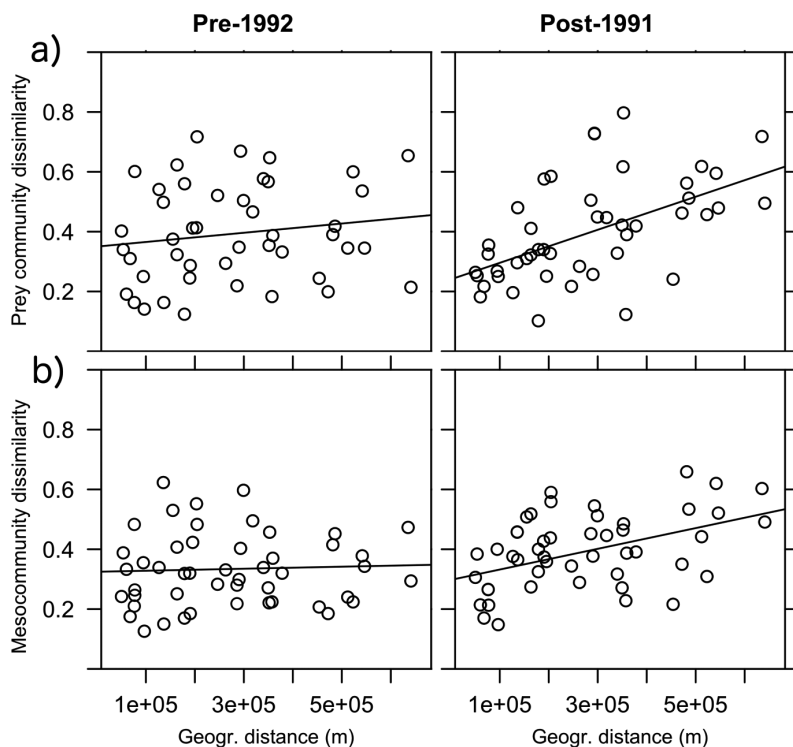 Pre-1992 Post-1991
a)
Prey community dissimilarity
0.8
0.6
0.4
0.2
b)
Mesocommunity dissimilarity
0.8
0.6
0.4
0.2
1e+05 3e+05 5e+05 1e+05 3e+05 5e+05
Geogr. distance (m) Geogr. distance (m)